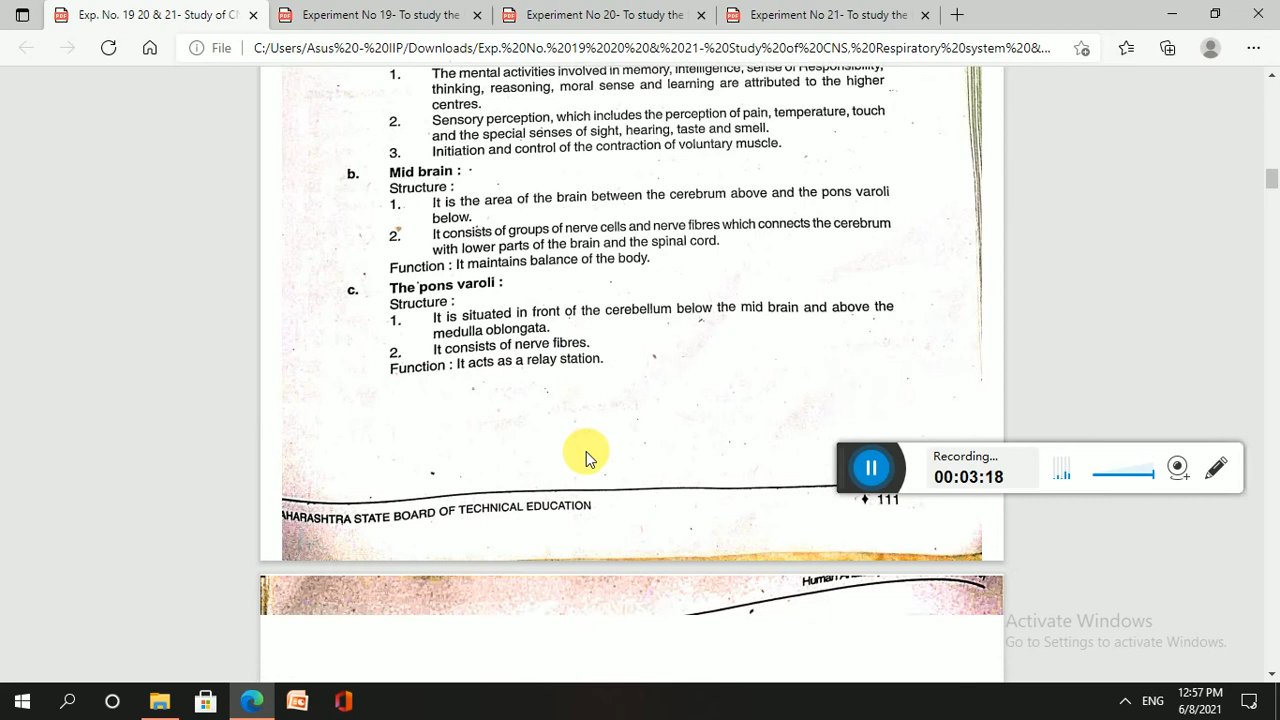 Exp. No. 19 20 & 21- Study of C
Experiment No 19- To study the
Experiment No 20- To study the
Experiment No 21- To study the
File
C:/Users/Asus%20-%20IIP/Downloads/Exp.%20No.%2019%2020%20&%2021-%20Study%20of%20CNS.%20Respiratory%20system%20&...
1. The mental activities involved in memory, intelligence, sense of Responsibility,
thinking, reasoning, moral sense and learning are attributed to the higher
centres.
2. Sensory perception, which includes the perception of pain, temperature, touch
and the special senses of sight, hearing, taste and smell.
3. Initiation and control of the contraction of voluntary muscle.
b. Mid brain :
Structure :
1. It is the area of the brain between the cerebrum above and the pons varoli
below.
2. It consists of groups of nerve cells and nerve fibres which connects the cerebrum
with lower parts of the brain and the spinal cord.
Function : It maintains balance of the body.
c. The pons varoli :
Structure :
1. It is situated in front of the cerebellum below the mid brain and above the
medulla oblongata.
2. It consists of nerve fibres.
Function : It acts as a relay station.
Recording...
00:03:18
111
AHARASHTRA STATE BOARD OF TECHNICAL EDUCATION
Human
Activate Windows
Go to Settings to activate Windows.
ENG
12:57 PM
6/8/2021